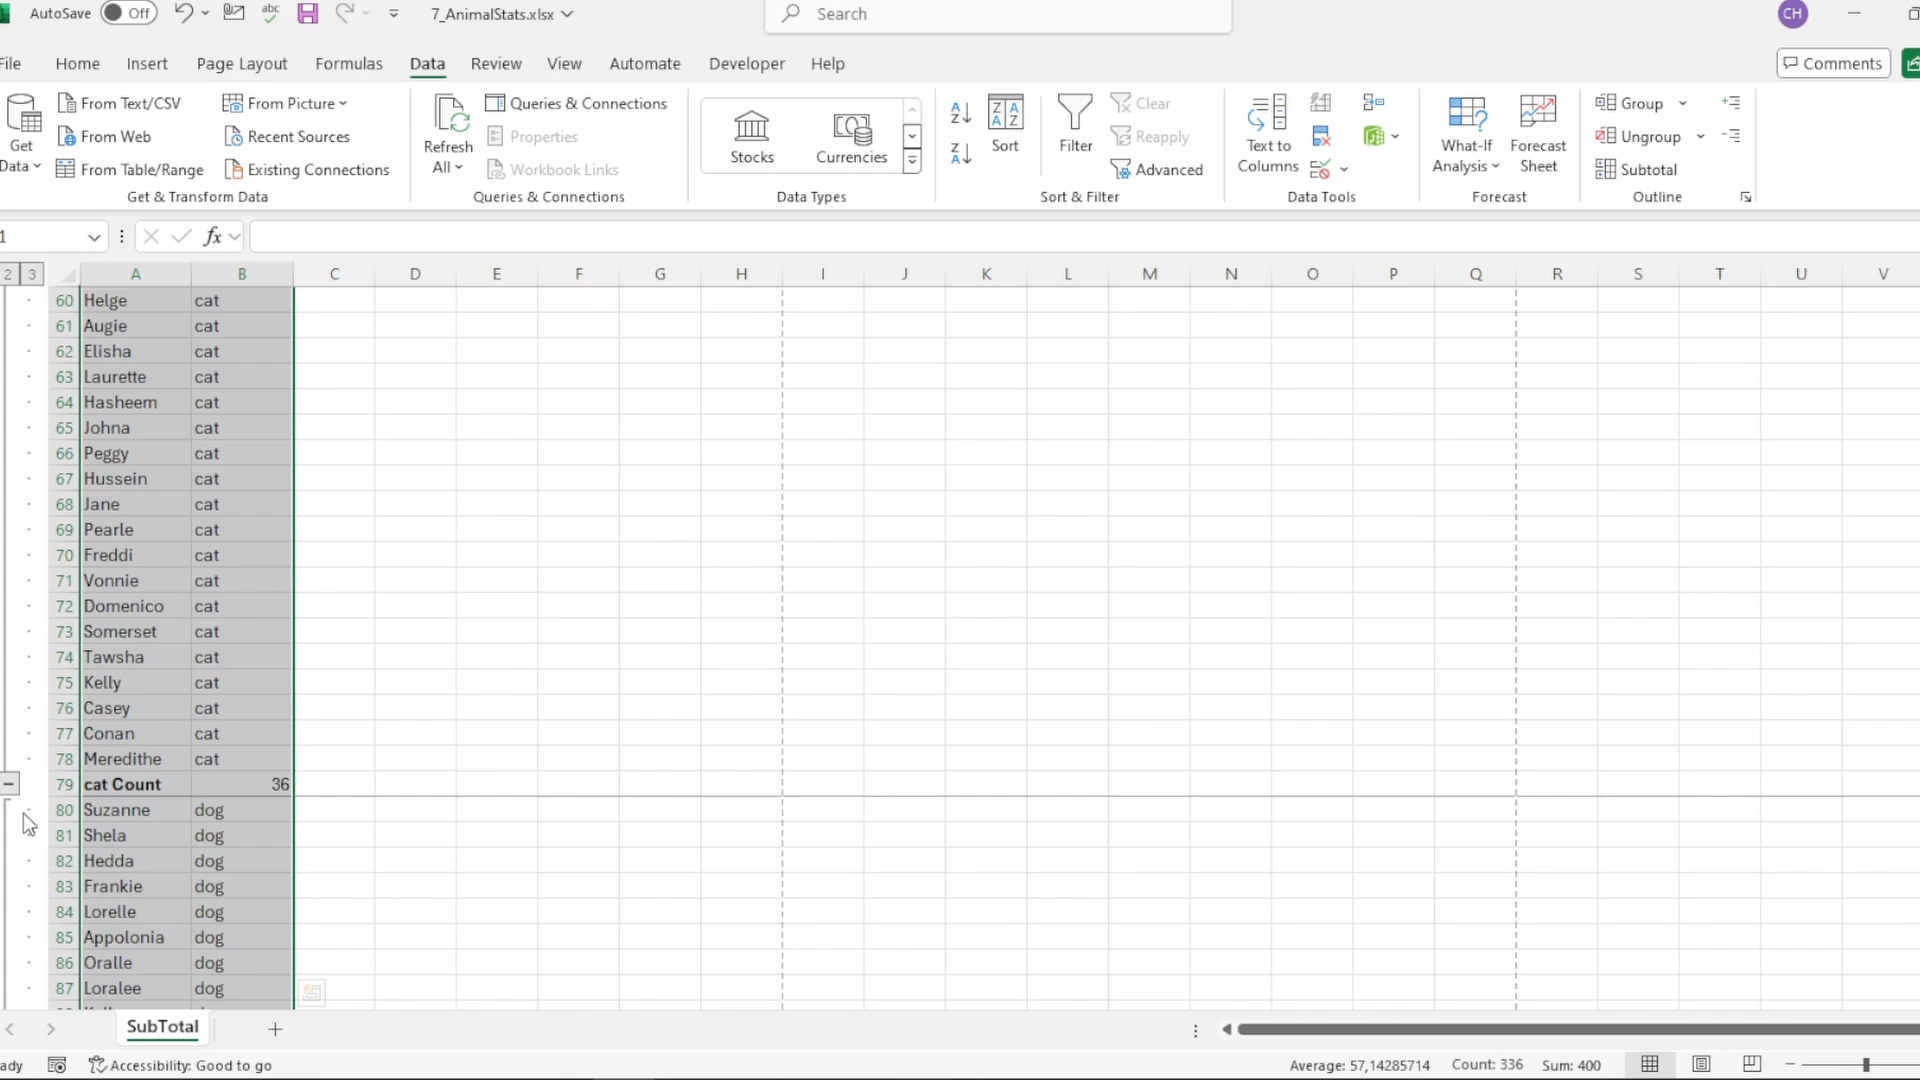 AutoSave Off 7_AnimalStats.xlsx Search CH
File Home Insert Page Layout Formulas Data Review View Automate Developer Help Comments
Get Data
From Text/CSV
From Web
From Table/Range
From Picture
Recent Sources
Existing Connections
Get & Transform Data
Refresh All
Queries & Connections
Properties
Workbook Links
Queries & Connections
Stocks Currencies
Data Types
Sort
Filter
Clear
Reapply
Advanced
Sort & Filter
Text to Columns
Data Tools
What-If Analysis
Forecast Sheet
Forecast
Group
Ungroup
Subtotal
Outline
1 fx
2 3 A B C D E F G H I J K L M N O P Q R S T U V
60 Helge cat
61 Augie cat
62 Elisha cat
63 Laurette cat
64 Hasheem cat
65 Johna cat
66 Peggy cat
67 Hussein cat
68 Jane cat
69 Pearle cat
70 Freddi cat
71 Vonnie cat
72 Domenico cat
73 Somerset cat
74 Tawsha cat
75 Kelly cat
76 Casey cat
77 Conan cat
78 Meredithe cat
79 cat Count 36
80 Suzanne dog
81 Shela dog
82 Hedda dog
83 Frankie dog
84 Lorelle dog
85 Appolonia dog
86 Oralle dog
87 Loralee dog
SubTotal
ady Accessibility: Good to go Average: 57,14285714 Count: 336 Sum: 400